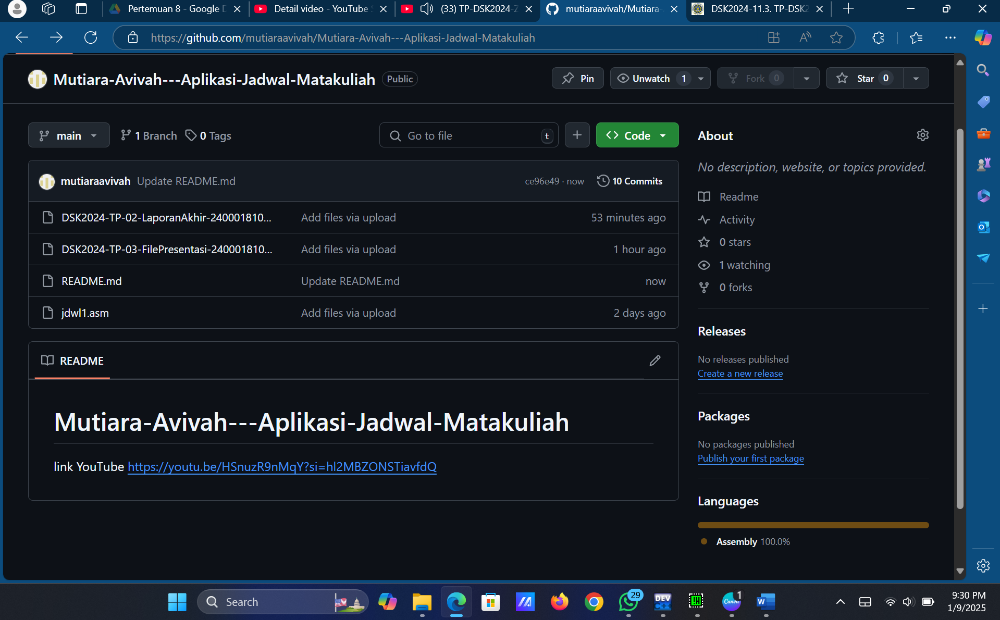 Pertemuan 8 - Google D
Detail video - YouTube S
(33) TP-DSK2024-Z
mutiaraavivah/Mutiara-
DSK2024-11.3. TP-DSK2
https://github.com/mutiaraavivah/Mutiara-Avivah---Aplikasi-Jadwal-Matakuliah
Mutiara-Avivah---Aplikasi-Jadwal-Matakuliah Public
Pin
Unwatch 1
Fork 0
Star 0
main
1 Branch
0 Tags
Go to file t
Code
About
No description, website, or topics provided.
Readme
Activity
0 stars
1 watching
0 forks
mutiaraavivah Update README.md ce96e49 · now 10 Commits
DSK2024-TP-02-LaporanAkhir-240001810... Add files via upload 53 minutes ago
DSK2024-TP-03-FilePresentasi-240001810... Add files via upload 1 hour ago
README.md Update README.md now
jdwl1.asm Add files via upload 2 days ago
Releases
No releases published
Create a new release
README
Packages
No packages published
Publish your first package
Mutiara-Avivah---Aplikasi-Jadwal-Matakuliah
link YouTube https://youtu.be/HSnuzR9nMqY?si=hl2MBZONSTiavfdQ
Languages
Assembly 100.0%
Search
29
DEV
C++
Canva
1
W
9:30 PM
1/9/2025